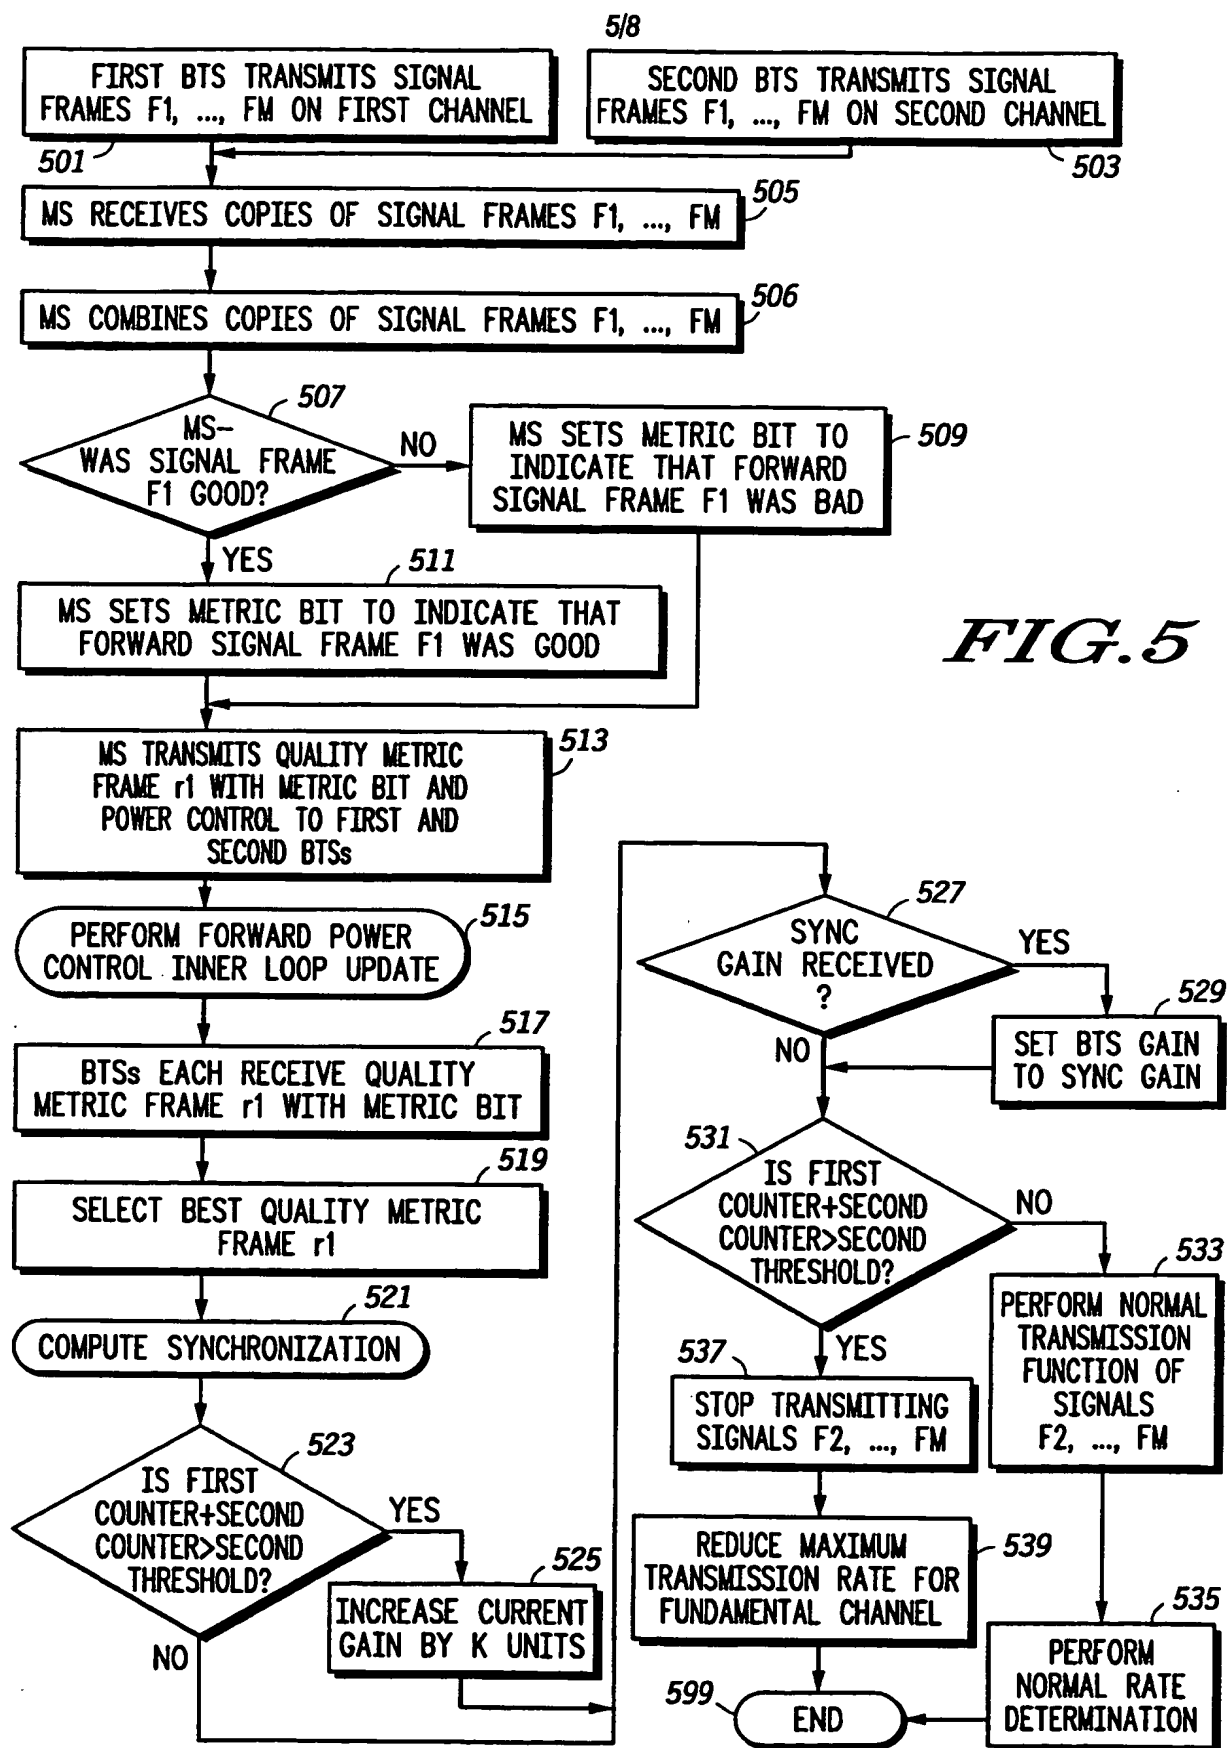 5/8
FIRST BTS TRANSMITS SIGNAL
FRAMES F1, ..., FM ON FIRST CHANNEL
501
SECOND BTS TRANSMITS SIGNAL
FRAMES F1, ..., FM ON SECOND CHANNEL
503
MS RECEIVES COPIES OF SIGNAL FRAMES F1, ..., FM
505
MS COMBINES COPIES OF SIGNAL FRAMES F1, ..., FM
506
507
MS-
WAS SIGNAL FRAME
F1 GOOD?
NO
MS SETS METRIC BIT TO
INDICATE THAT FORWARD
SIGNAL FRAME F1 WAS BAD
509
YES
511
MS SETS METRIC BIT TO INDICATE THAT
FORWARD SIGNAL FRAME F1 WAS GOOD
FIG.5
MS TRANSMITS QUALITY METRIC
FRAME r1 WITH METRIC BIT AND
POWER CONTROL TO FIRST AND
SECOND BTSs
513
PERFORM FORWARD POWER
CONTROL INNER LOOP UPDATE
515
517
BTSs EACH RECEIVE QUALITY
METRIC FRAME r1 WITH METRIC BIT
519
SELECT BEST QUALITY METRIC
FRAME r1
521
COMPUTE SYNCHRONIZATION
523
IS FIRST
COUNTER+SECOND
COUNTER>SECOND
THRESHOLD?
YES
NO
525
INCREASE CURRENT
GAIN BY K UNITS
527
SYNC
GAIN RECEIVED
?
YES
NO
529
SET BTS GAIN
TO SYNC GAIN
531
IS FIRST
COUNTER+SECOND
COUNTER>SECOND
THRESHOLD?
NO
YES
533
PERFORM NORMAL
TRANSMISSION
FUNCTION OF
SIGNALS
F2, ..., FM
537
STOP TRANSMITTING
SIGNALS F2, ..., FM
REDUCE MAXIMUM
TRANSMISSION RATE FOR
FUNDAMENTAL CHANNEL
539
535
PERFORM
NORMAL RATE
DETERMINATION
599
END